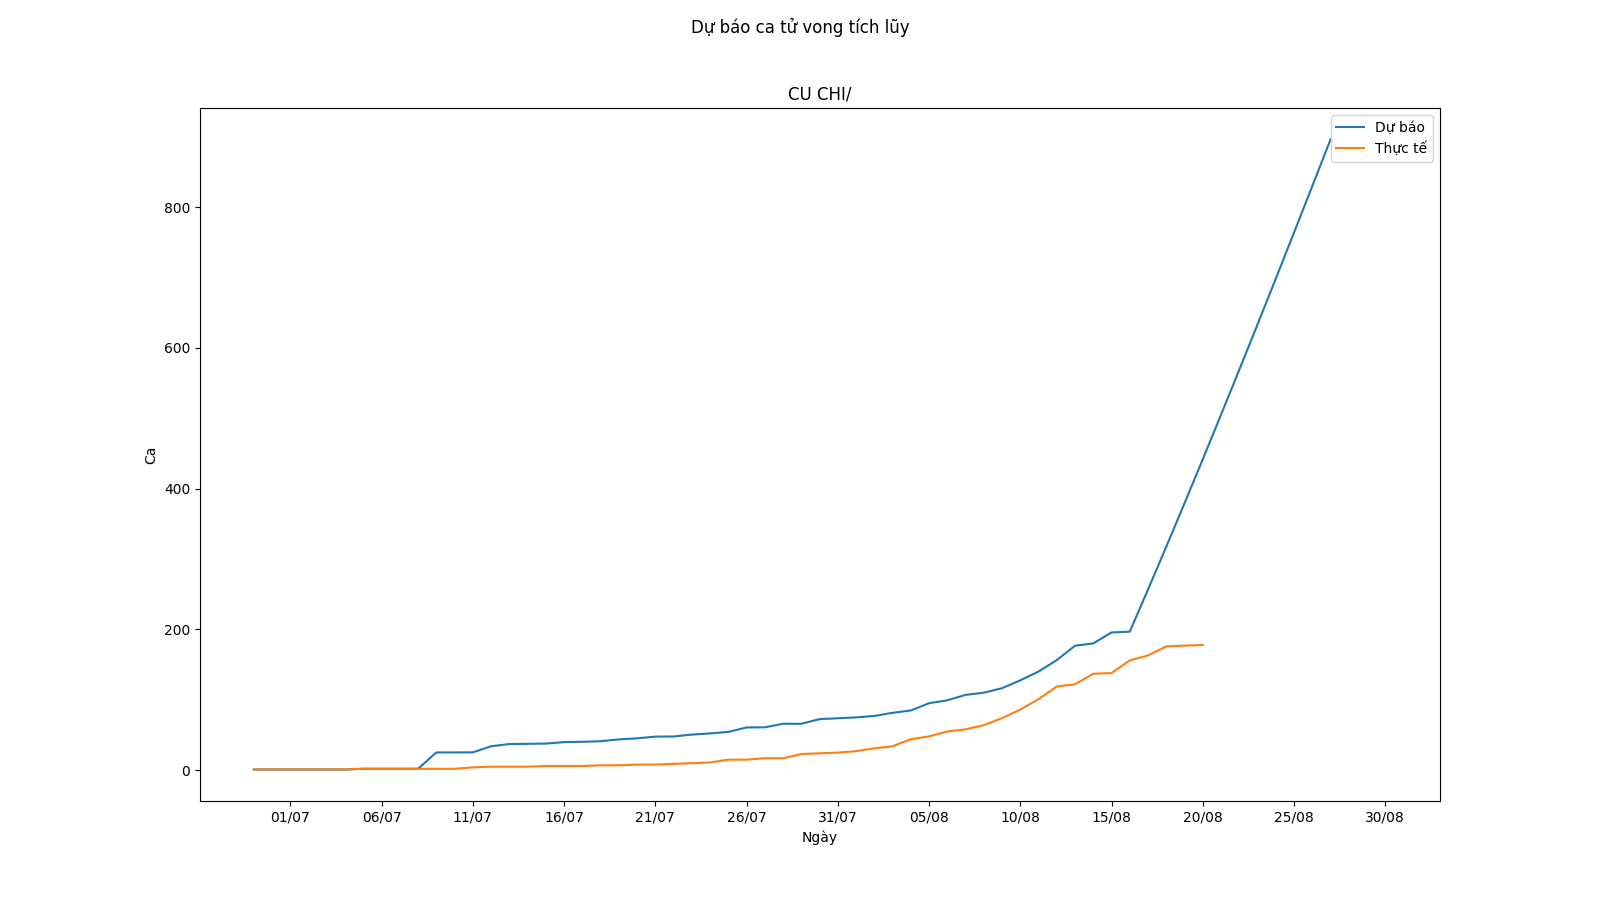 Dự báo ca tử vong tích lũy
CU CHI/
Dự báo
Thực tế
800
600
400
200
0
Ca
01/07 06/07 11/07 16/07 21/07 26/07 31/07 05/08 10/08 15/08 20/08 25/08 30/08
Ngày